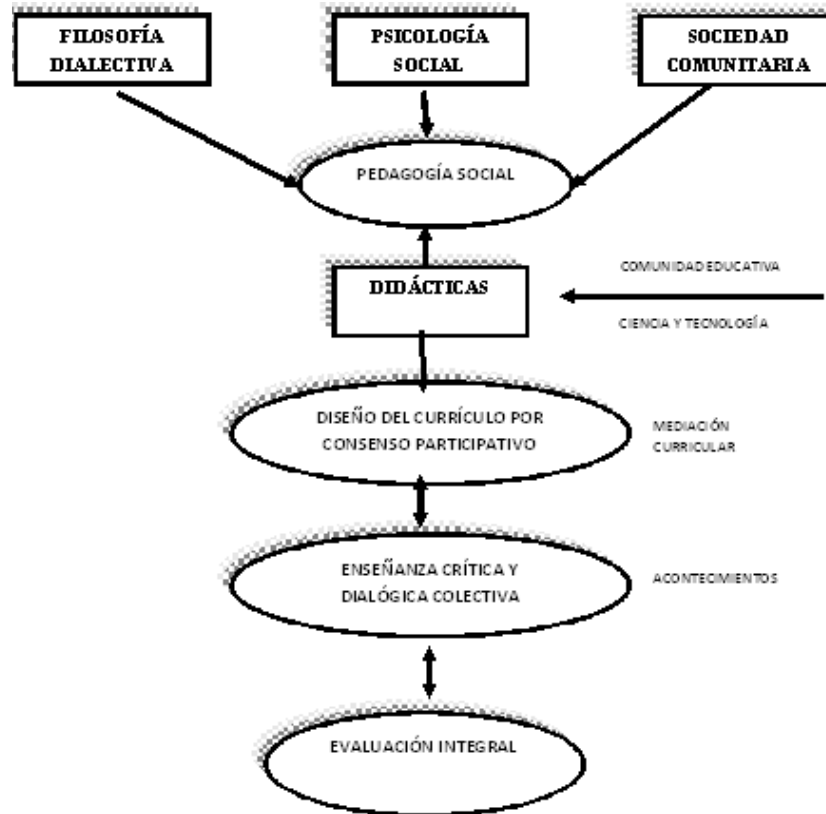 FILOSOFÍA
DIALECTIVA
PSICOLOGÍA
SOCIAL
SOCIEDAD
COMUNITARIA
PEDAGOGÍA SOCIAL
DIDÁCTICAS
COMUNIDAD EDUCATIVA
CIENCIA Y TECNOLOGÍA
DISEÑO DEL CURRÍCULO POR
CONSENSO PARTICIPATIVO
MEDIACIÓN
CURRICULAR
ENSEÑANZA CRÍTICA Y
DIALÓGICA COLECTIVA
ACONTECIMIENTOS
EVALUACIÓN INTEGRAL